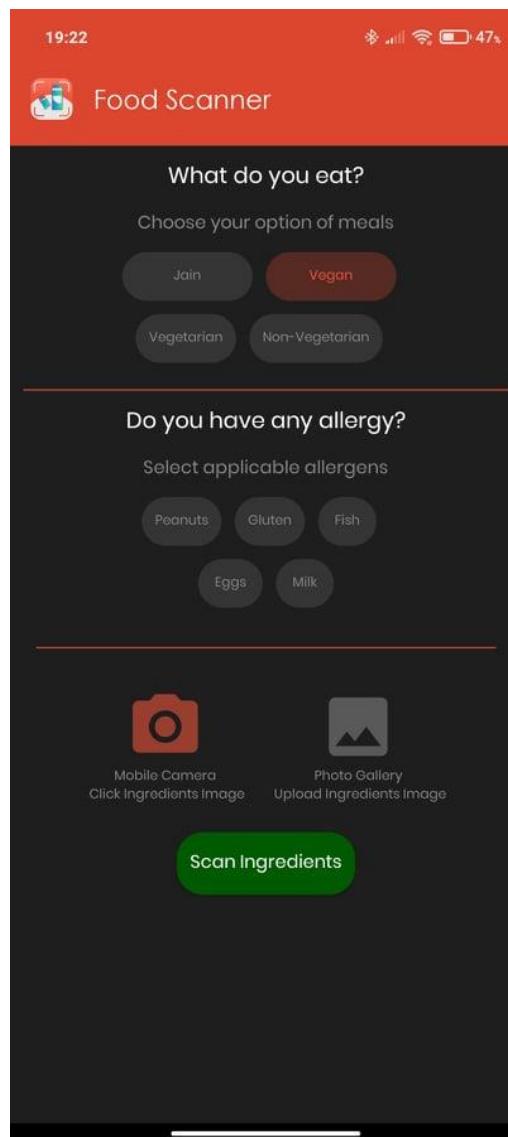 19:22 47%
Food Scanner
What do you eat?
Choose your option of meals
Jain Vegan
Vegetarian Non-Vegetarian
Do you have any allergy?
Select applicable allergens
Peanuts Gluten Fish
Eggs Milk
Mobile Camera Photo Gallery
Click Ingredients Image Upload Ingredients Image
Scan Ingredients